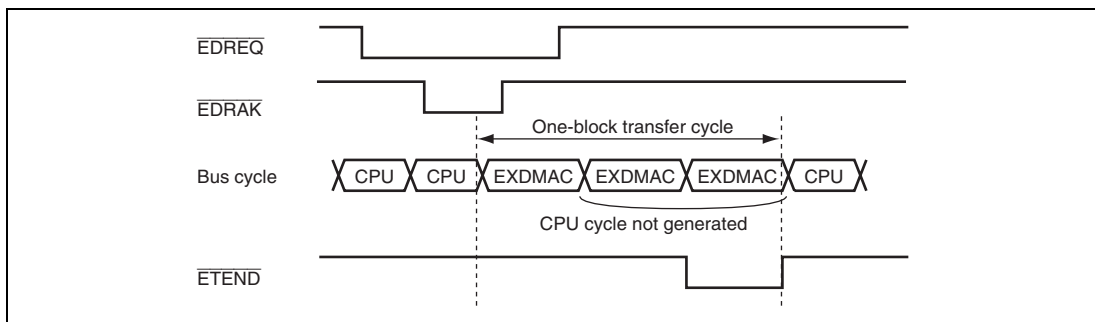 EDREQ
EDRAK
One-block transfer cycle
Bus cycle CPU CPU EXDMAC EXDMAC EXDMAC CPU
CPU cycle not generated
ETEND